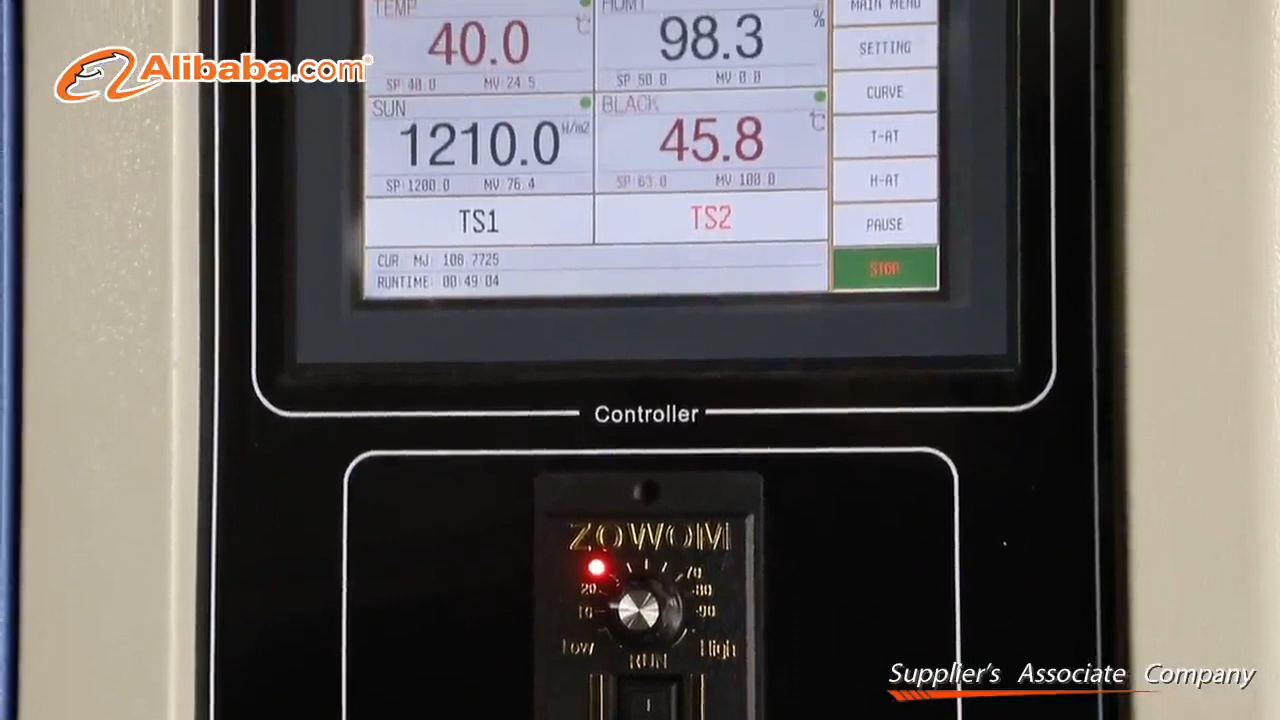 Alibaba.com
TEMP
40.0 ℃
SP:40.0 MV:24.5
HUMI
98.3 %
SP:50.0 MV:0.0
SUN
1210.0 W/m2
SP:1200.0 MV:76.4
BLACK
45.8 ℃
SP:63.0 MV:100.0
TS1
TS2
CUR MJ 108.7725
RUNTIME: 00:49:04
MAIN MENU
SETTING
CURVE
T-AT
H-AT
PAUSE
STOP
Controller
ZOWOM
10 20 70 80 90
Low High
RUN
Supplier's Associate Company